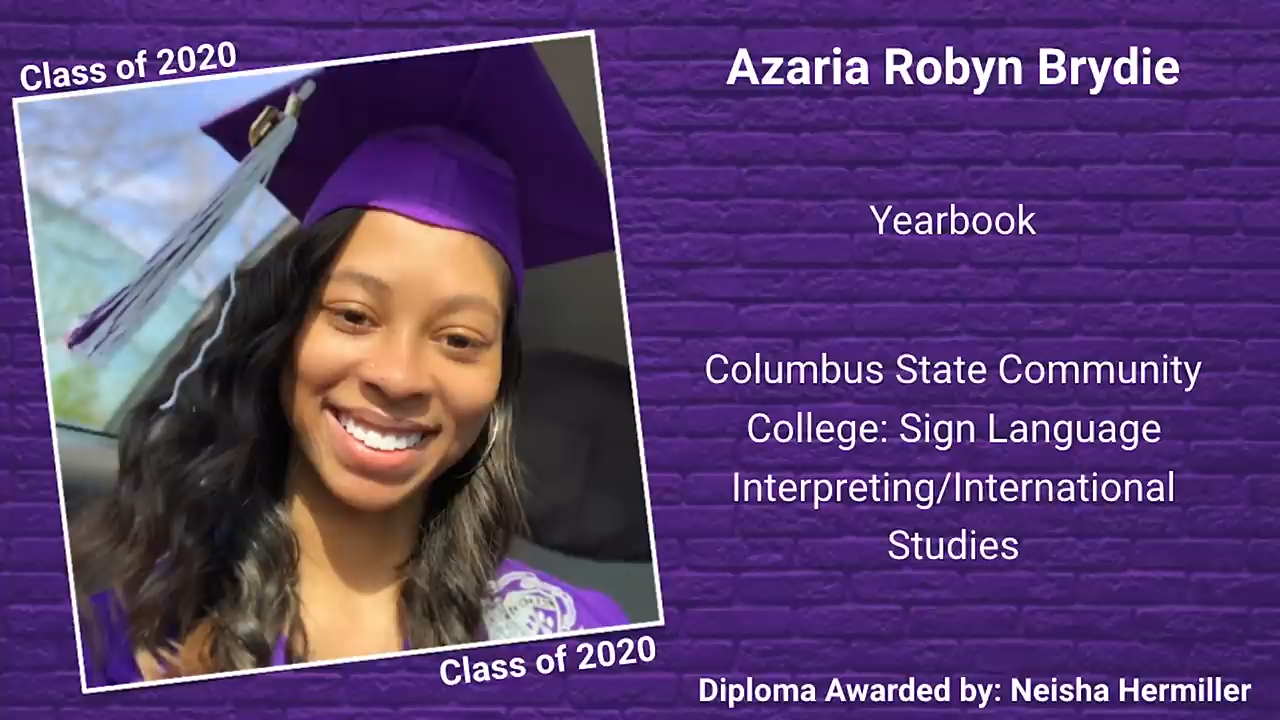 Class of 2020
Azaria Robyn Brydie
Yearbook
Columbus State Community
College: Sign Language
Interpreting/International
Studies
Class of 2020
Diploma Awarded by: Neisha Hermiller